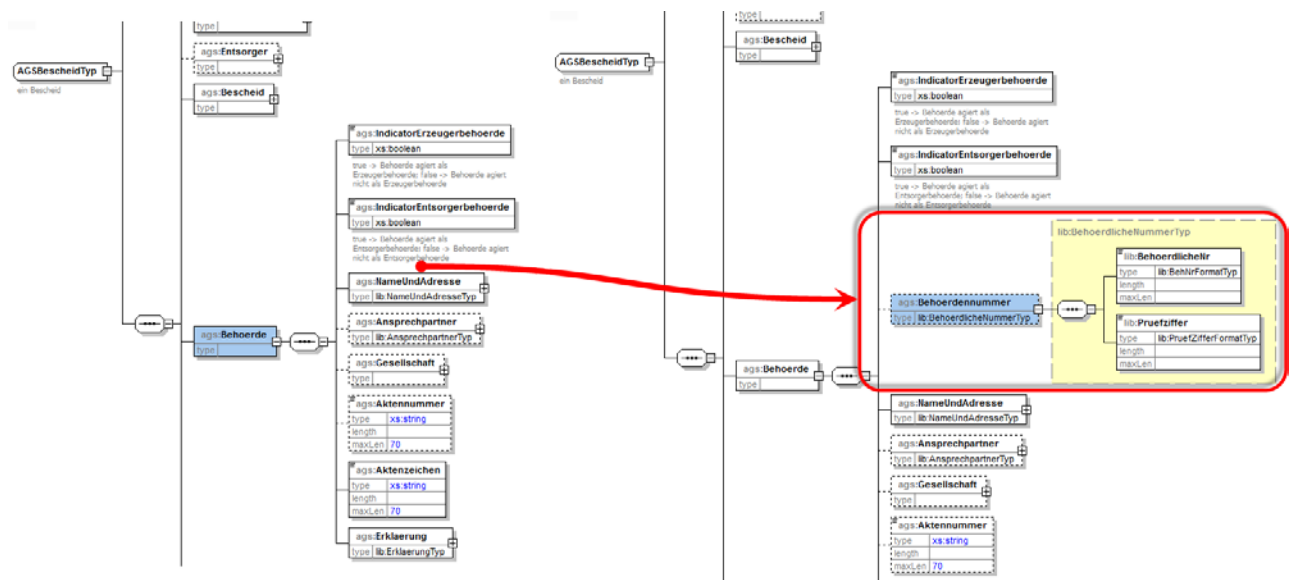 type
ags:Entsorger
type
AGSBescheidTyp
ein Bescheid
ags:Bescheid
type
ags:IndicatorErzeugerbehoerde
type xs:boolean
true -> Behoerde agiert als
Erzeugerbehoerde; false -> Behoerde agiert
nicht als Erzeugerbehoerde
ags:IndicatorEntsorgerbehoerde
type xs:boolean
true -> Behoerde agiert als
Entsorgerbehoerde; false -> Behoerde agiert
nicht als Entsorgerbehoerde
ags:NameUndAdresse
type lib:NameUndAdresseTyp
ags:Behoerde
type
ags:Ansprechpartner
type lib:AnsprechpartnerTyp
ags:Gesellschaft
type
ags:Aktennummer
type xs:string
length
maxLen 70
ags:Aktenzeichen
type xs:string
length
maxLen 70
ags:Erklaerung
type lib:ErklaerungTyp
type
ags:Bescheid
type
AGSBescheidTyp
ein Bescheid
ags:IndicatorErzeugerbehoerde
type xs:boolean
true -> Behoerde agiert als
Erzeugerbehoerde; false -> Behoerde agiert
nicht als Erzeugerbehoerde
ags:IndicatorEntsorgerbehoerde
type xs:boolean
true -> Behoerde agiert als
Entsorgerbehoerde; false -> Behoerde agiert
nicht als Entsorgerbehoerde
lib:BehoerdlicheNummerTyp
lib:BehoerdlicheNr
type lib:BehNrFormatTyp
length
maxLen
ags:Behoerdennummer
type lib:BehoerdlicheNummerTyp
lib:Pruefziffer
type lib:PruefZifferFormatTyp
length
maxLen
ags:Behoerde
type
ags:NameUndAdresse
type lib:NameUndAdresseTyp
ags:Ansprechpartner
type lib:AnsprechpartnerTyp
ags:Gesellschaft
type
ags:Aktennummer
type xs:string
length
maxLen 70